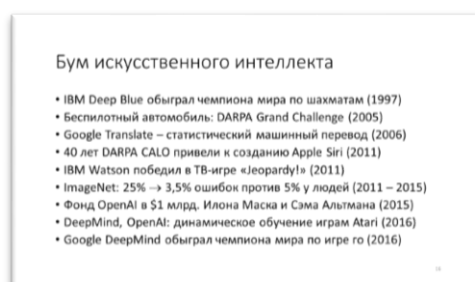 Бум искусственного интеллекта
• IBM Deep Blue обыграл чемпиона мира по шахматам (1997)
• Беспилотный автомобиль: DARPA Grand Challenge (2005)
• Google Translate – статистический машинный перевод (2006)
• 40 лет DARPA CALO привели к созданию Apple Siri (2011)
• IBM Watson победил в ТВ-игре «Jeopardy!» (2011)
• ImageNet: 25% → 3,5% ошибок против 5% у людей (2011 – 2015)
• Фонд OpenAI в $1 млрд. Илона Маска и Сэма Альтмана (2015)
• DeepMind, OpenAI: динамическое обучение играм Atari (2016)
• Google DeepMind обыграл чемпиона мира по игре го (2016)